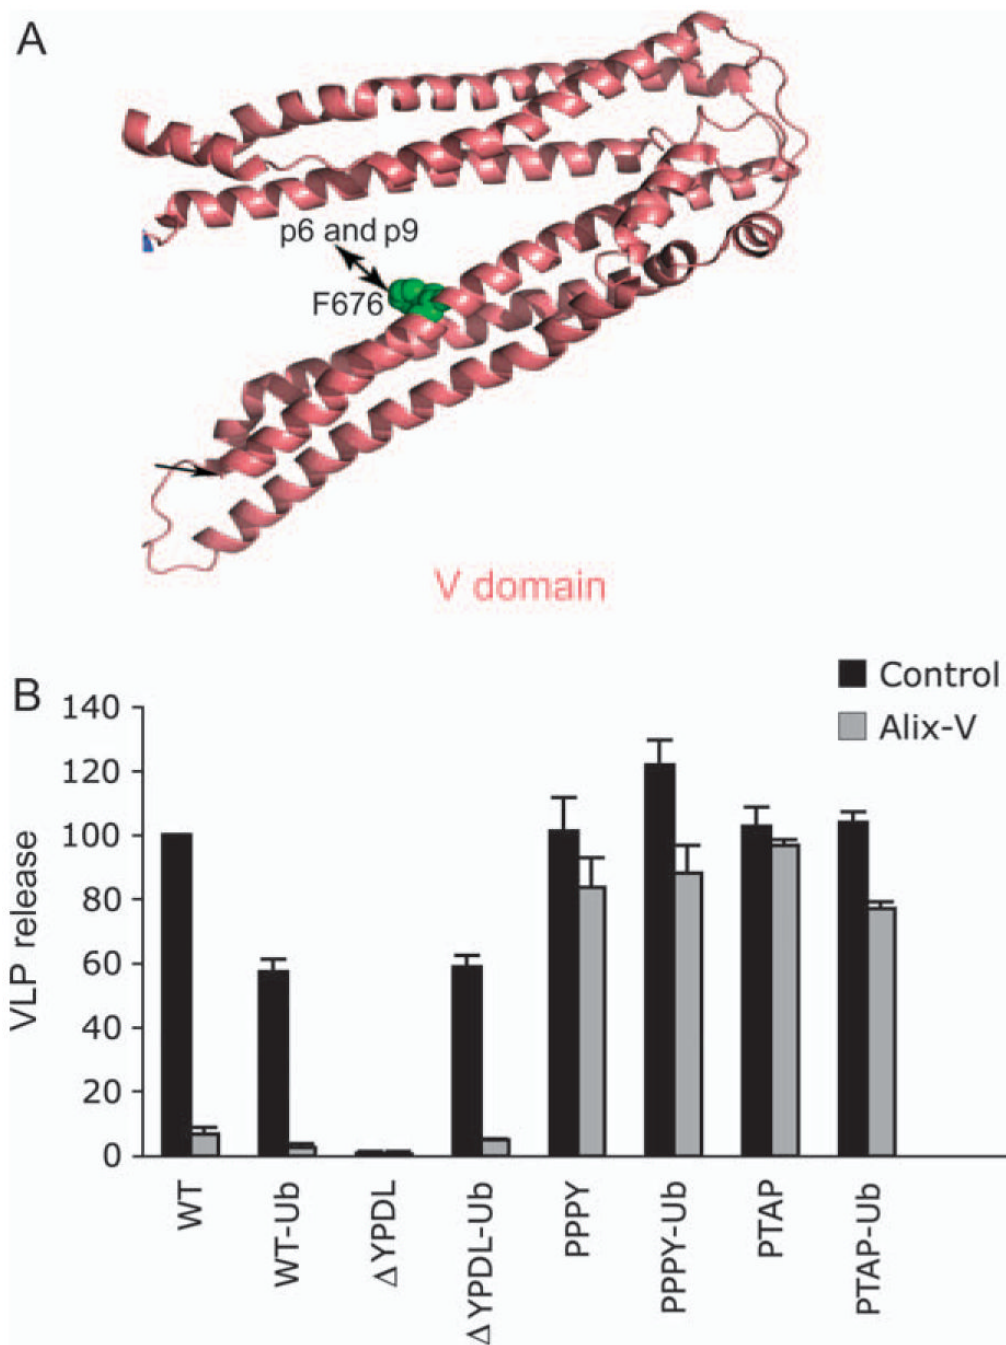 A
p6 and p9
F676
V domain
B
Control
Alix-V
VLP release
140
120
100
80
60
40
20
0
WT
WT-Ub
ΔYPDL
ΔYPDL-Ub
PPPY
PPPY-Ub
PTAP
PTAP-Ub